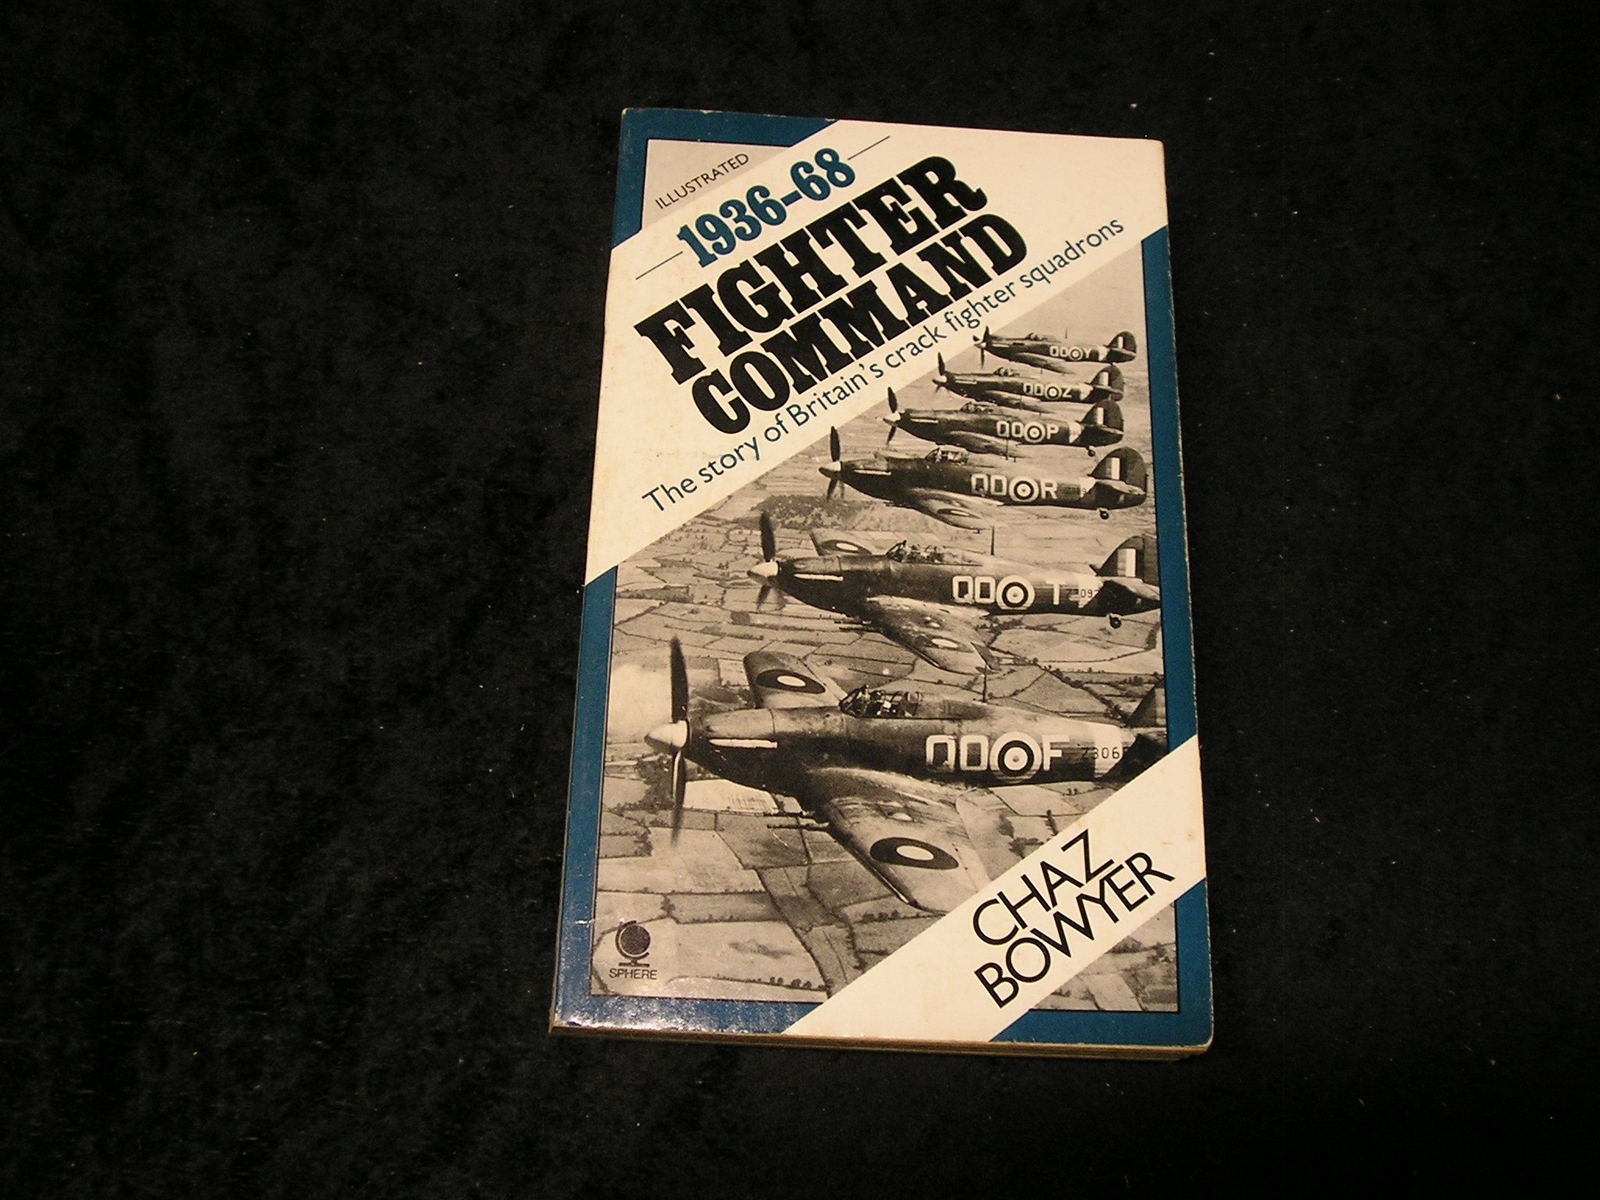 ILLUSTRATED
1936-68
FIGHTER
COMMAND
The story of Britain's crack fighter squadrons
QO Y
QO Z
QO P
QO R
QO T
QO F
CHAZ
BOWYER
SPHERE